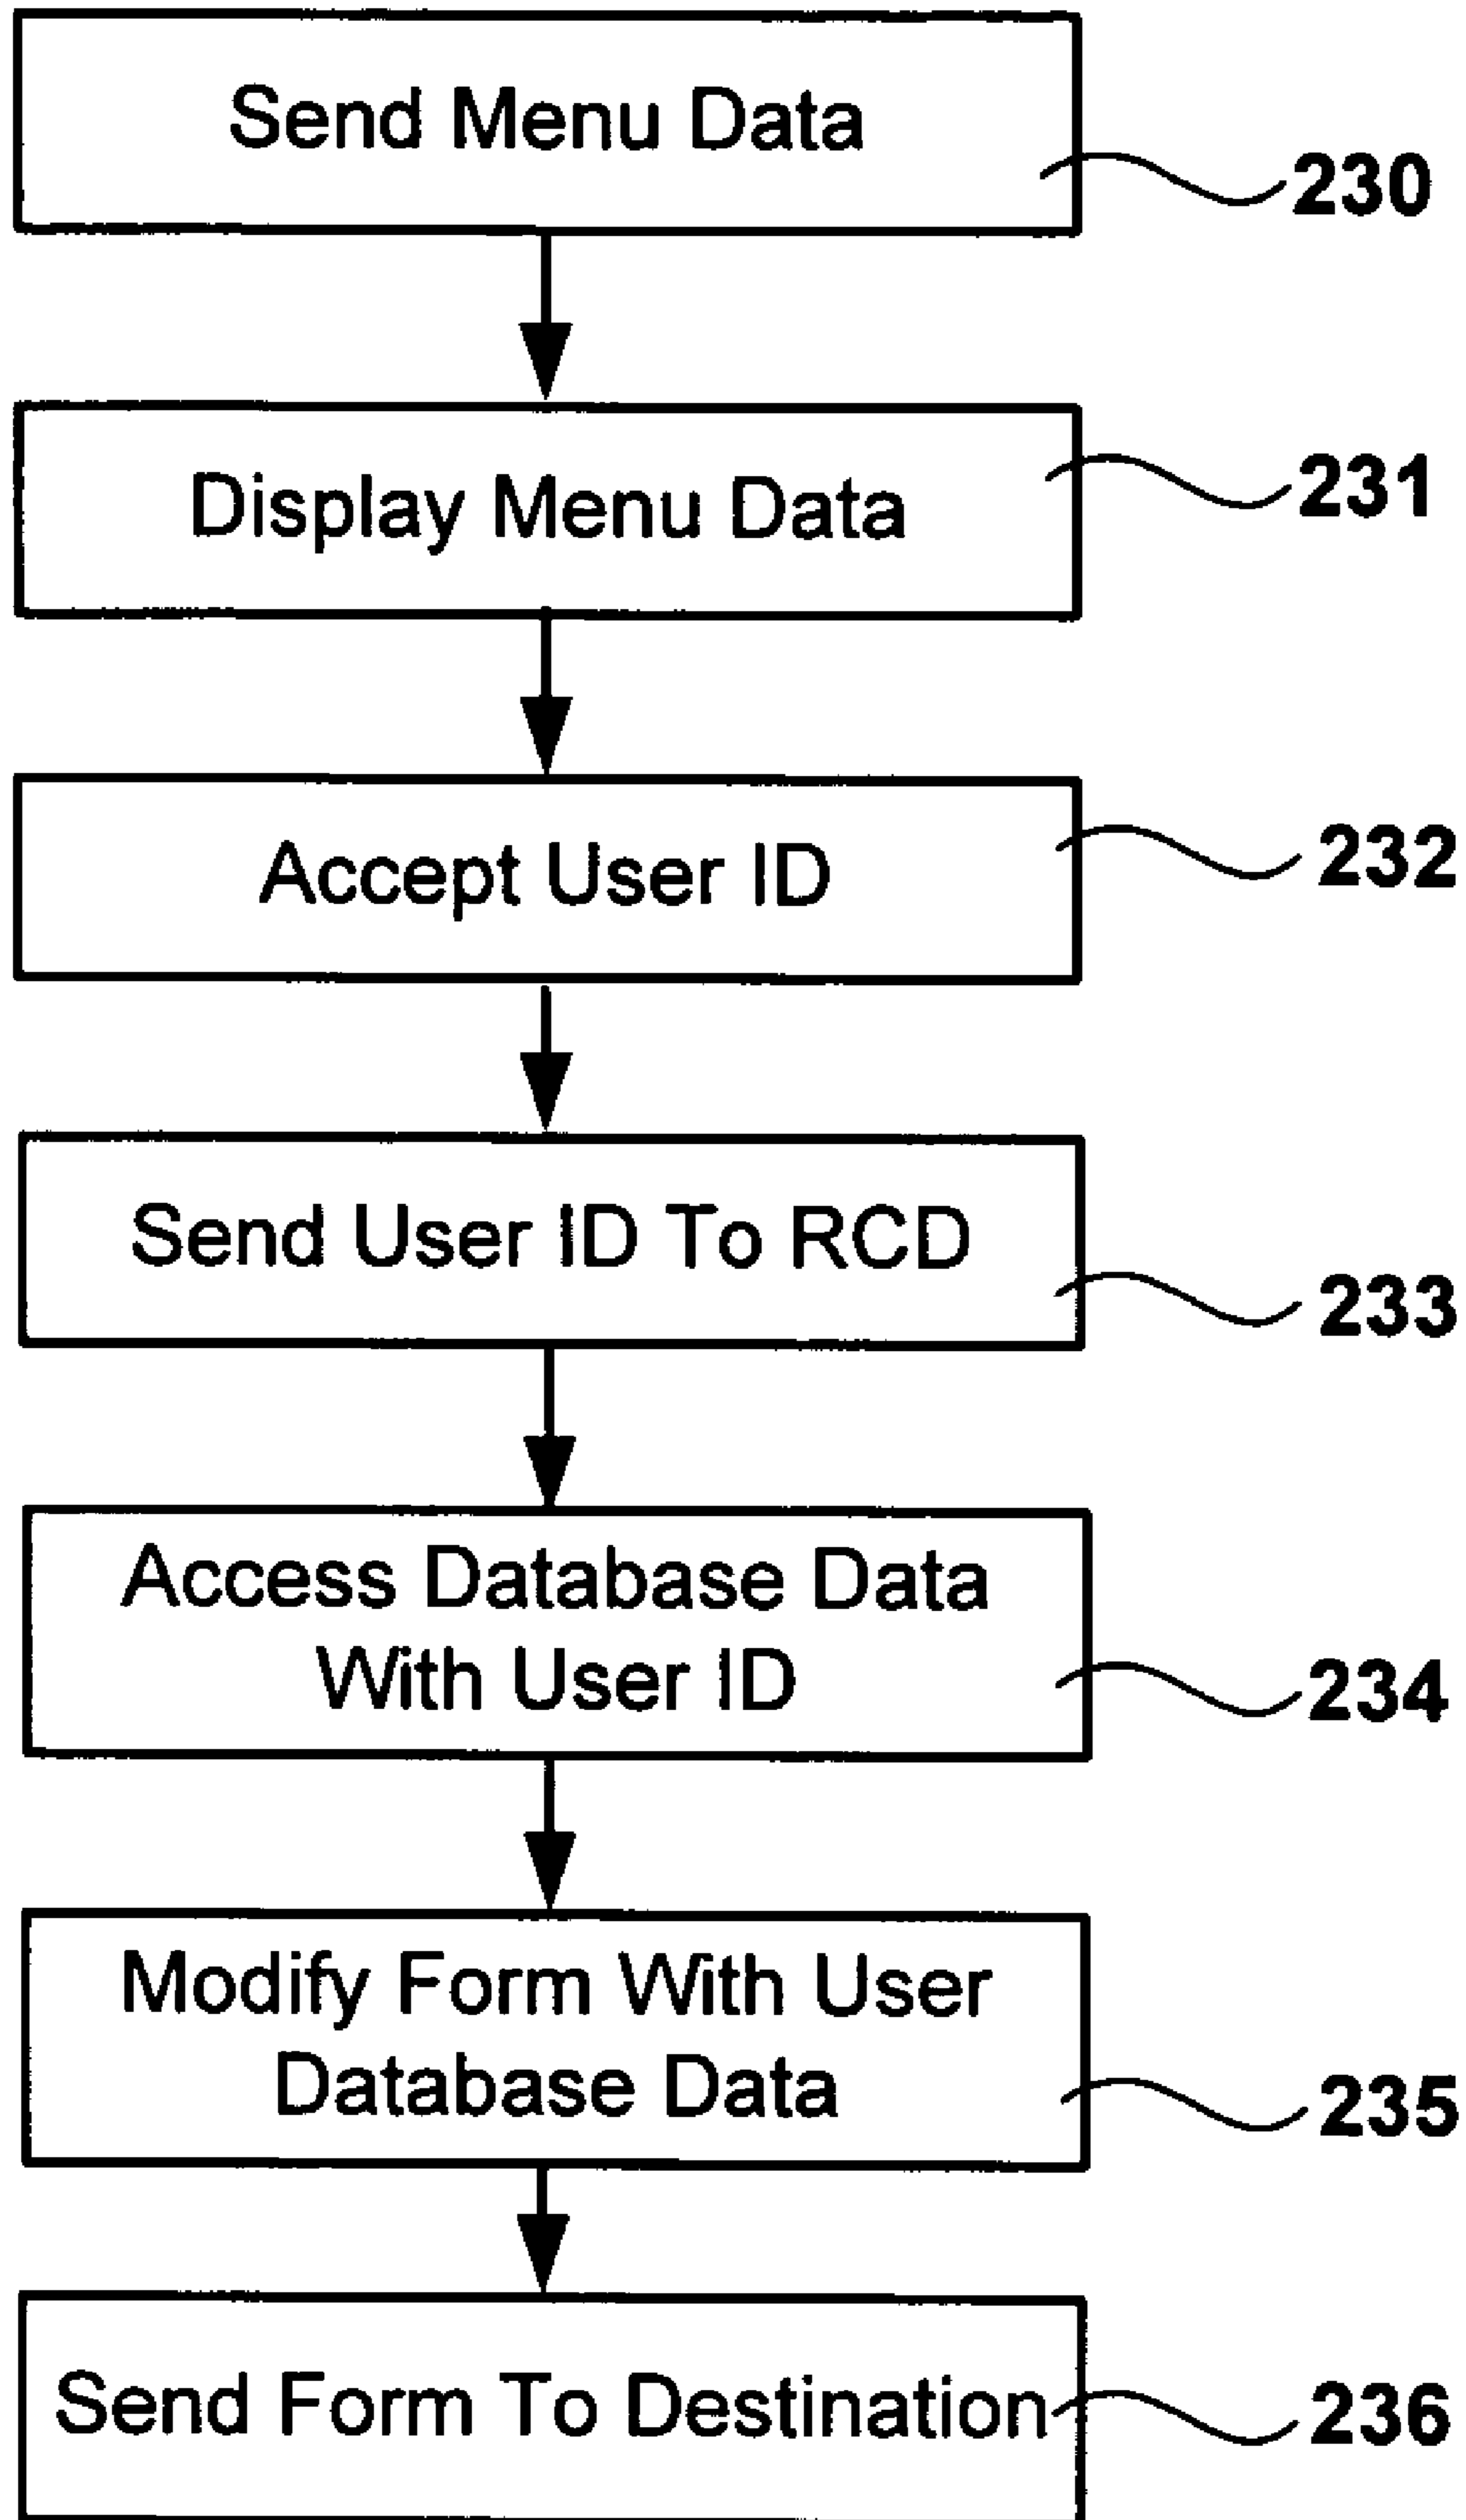 Send Menu Data
230
Display Menu Data
231
Accept User ID
232
Send User ID To RCD
233
Access Database Data
With User ID
234
Modify Form With User
Database Data
235
Send Form To Destination
236